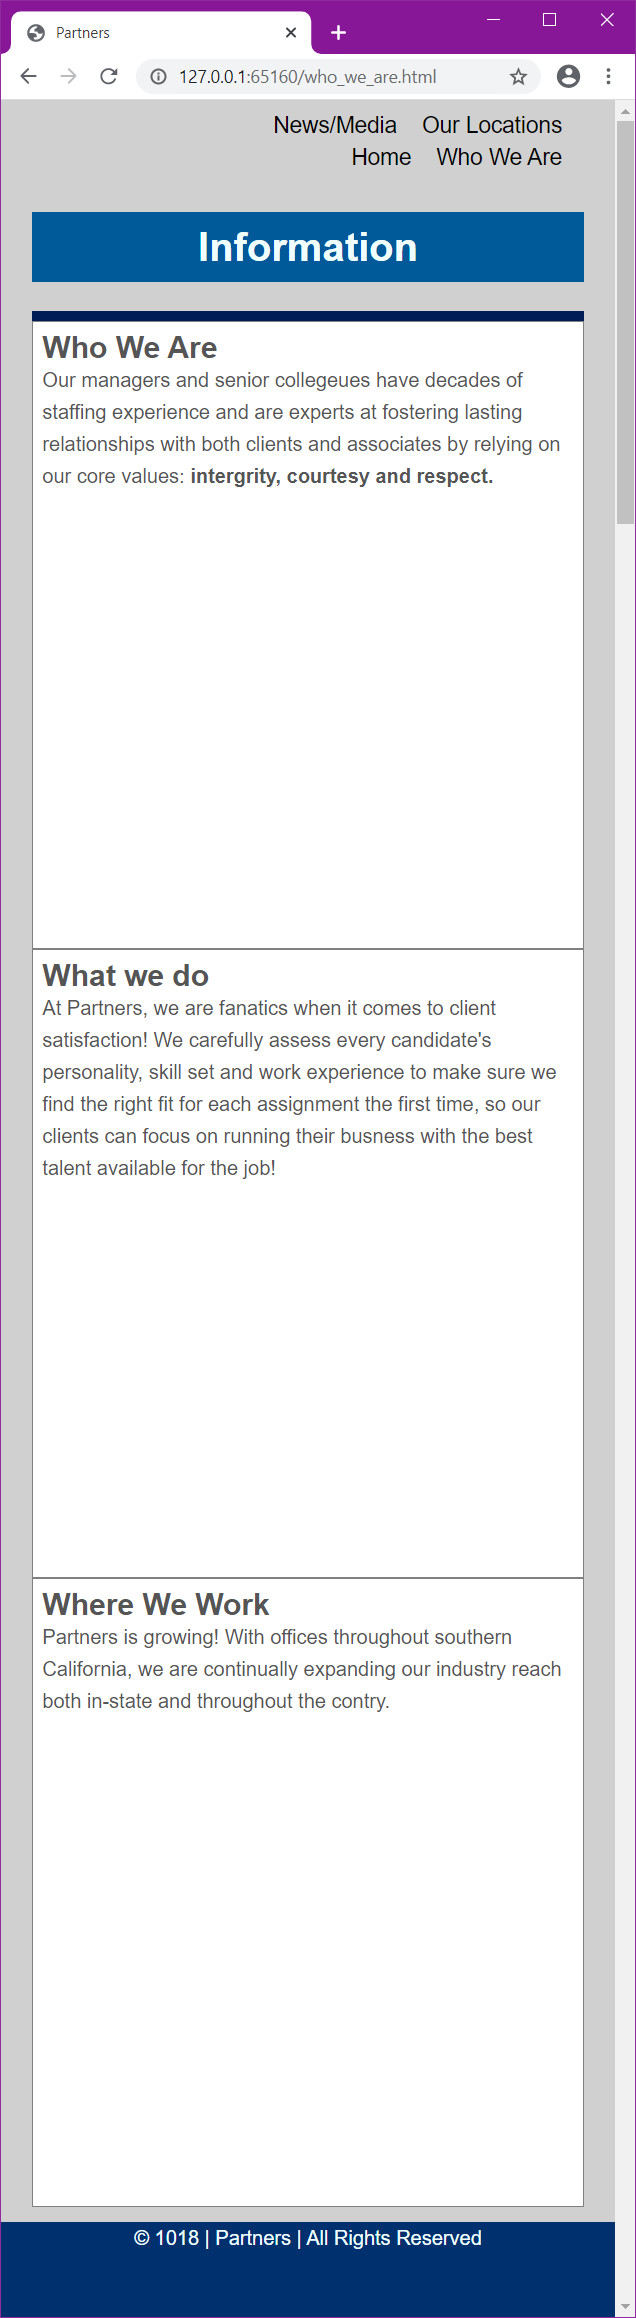 Partners
127.0.0.1:65160/who_we_are.html
News/Media Our Locations
Home Who We Are
Information
Who We Are
Our managers and senior collegeues have decades of
staffing experience and are experts at fostering lasting
relationships with both clients and associates by relying on
our core values: intergrity, courtesy and respect.
What we do
At Partners, we are fanatics when it comes to client
satisfaction! We carefully assess every candidate's
personality, skill set and work experience to make sure we
find the right fit for each assignment the first time, so our
clients can focus on running their busness with the best
talent available for the job!
Where We Work
Partners is growing! With offices throughout southern
California, we are continually expanding our industry reach
both in-state and throughout the contry.
© 1018 | Partners | All Rights Reserved